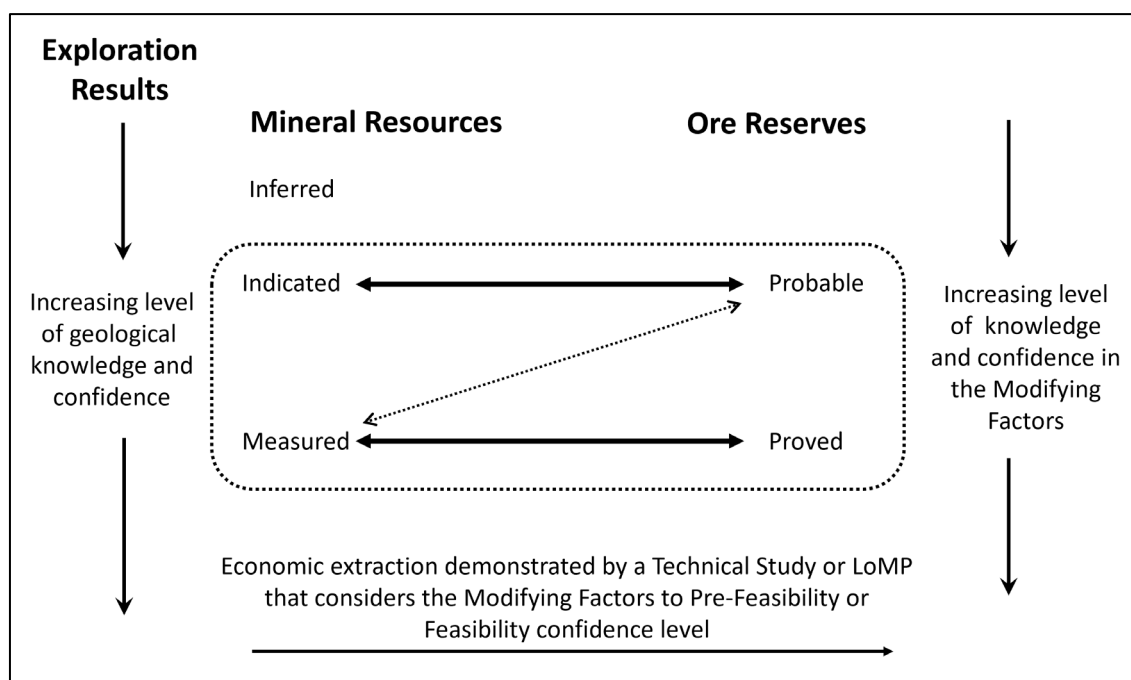 Exploration
Results
Mineral Resources
Ore Reserves
Inferred
Indicated
Probable
Increasing level
of geological
knowledge and
confidence
Increasing level
of knowledge
and confidence in
the Modifying
Factors
Measured
Proved
Economic extraction demonstrated by a Technical Study or LoMP
that considers the Modifying Factors to Pre-Feasibility or
Feasibility confidence level